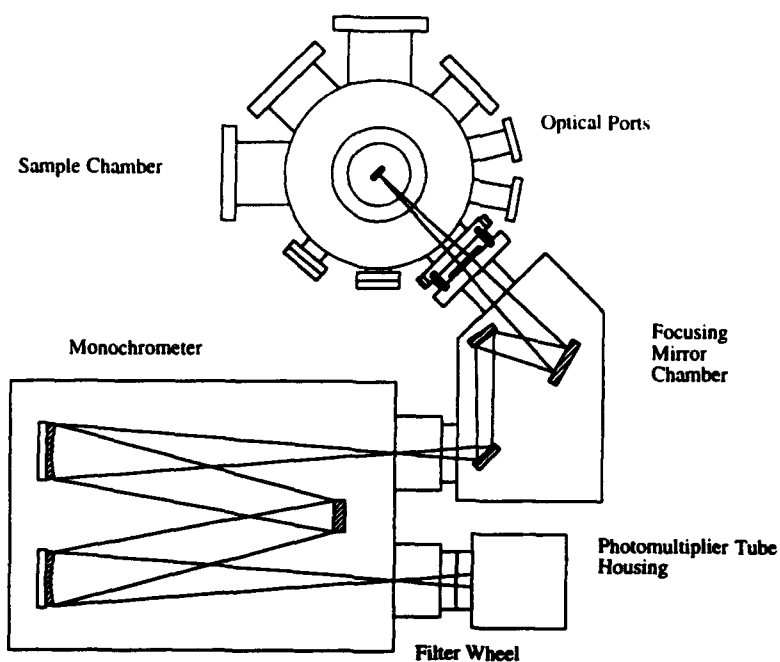 Optical Ports
Sample Chamber
Focusing
Mirror
Chamber
Monochrometer
Photomultiplier Tube
Housing
Filter Wheel